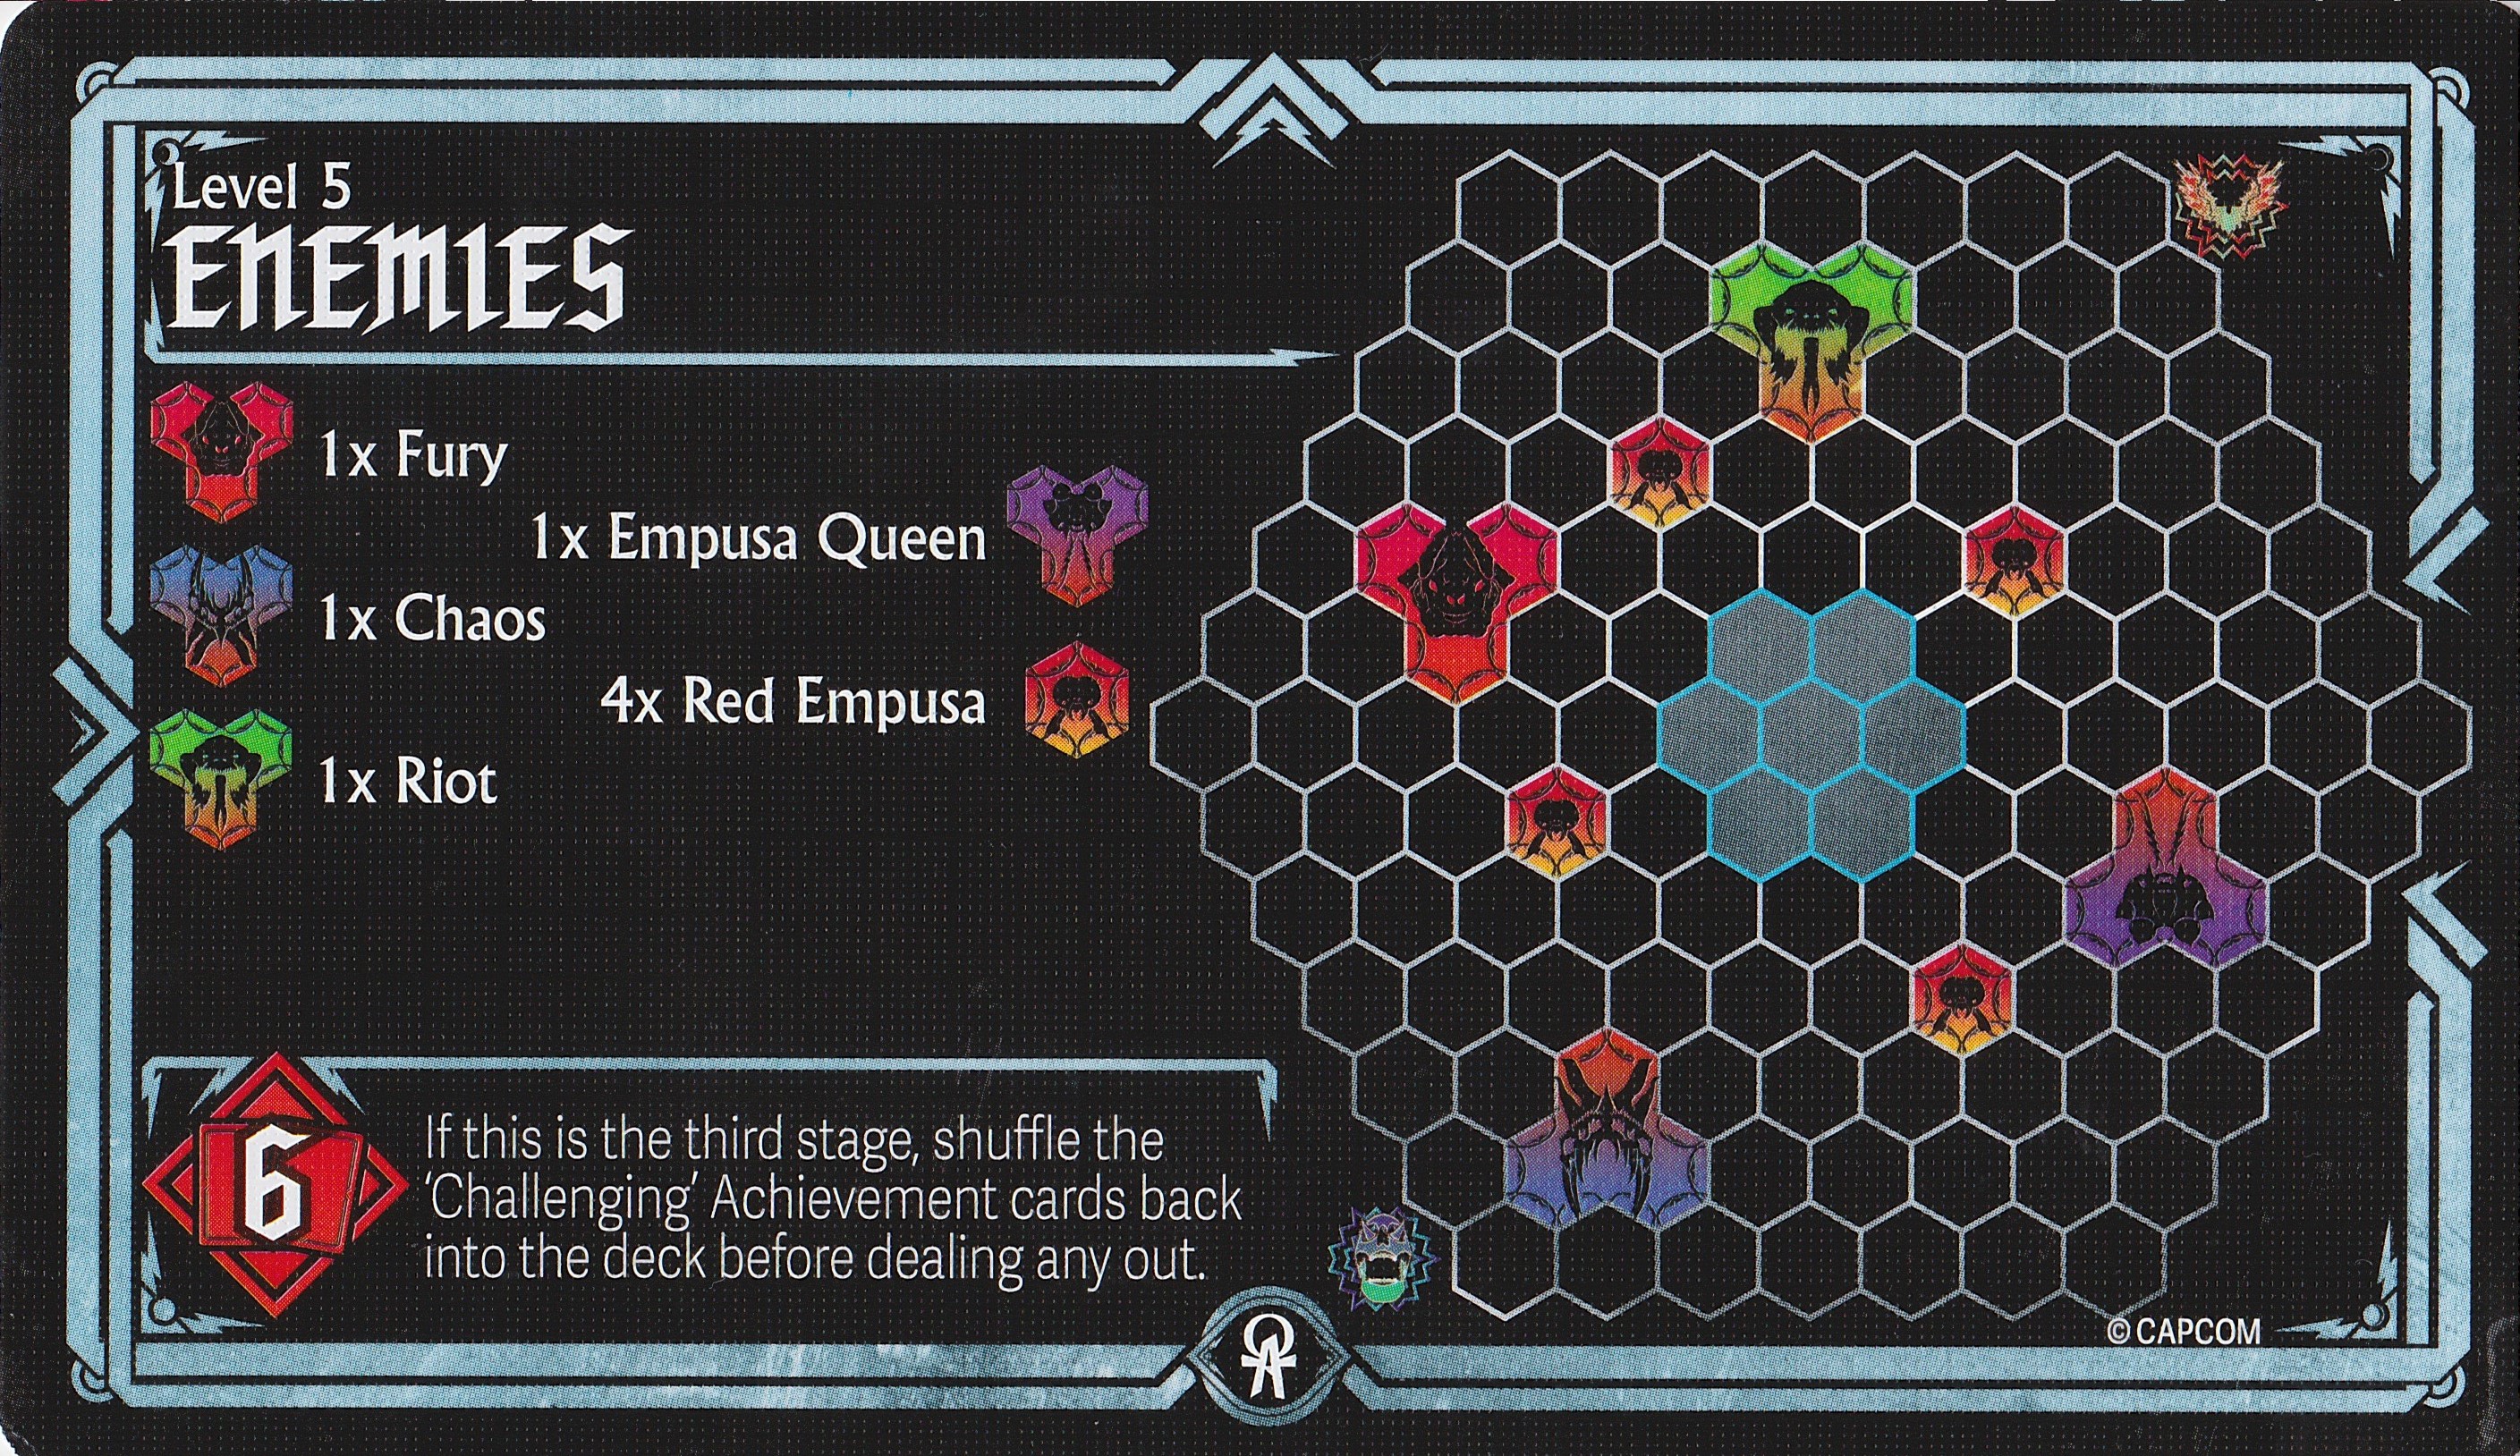 Level 5
ENEMIES
1x Fury
1x Empusa Queen
1x Chaos
4x Red Empusa
1x Riot
6
If this is the third stage, shuffle the
‘Challenging’ Achievement cards back
into the deck before dealing any out.
© CAPCOM